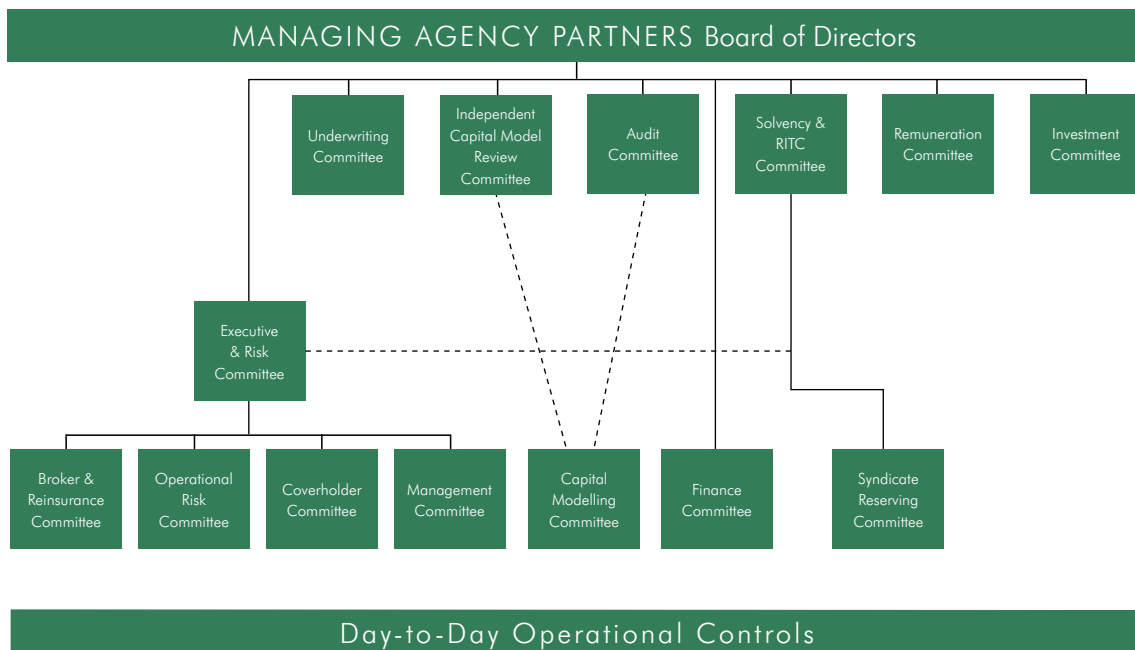 MANAGING AGENCY PARTNERS Board of Directors
Underwriting
Committee
Independent
Capital Model
Review
Committee
Audit
Committee
Solvency &
RITC
Committee
Remuneration
Committee
Investment
Committee
Executive
& Risk
Committee
Broker &
Reinsurance
Committee
Operational
Risk
Committee
Coverholder
Committee
Management
Committee
Capital
Modelling
Committee
Finance
Committee
Syndicate
Reserving
Committee
Day-to-Day Operational Controls